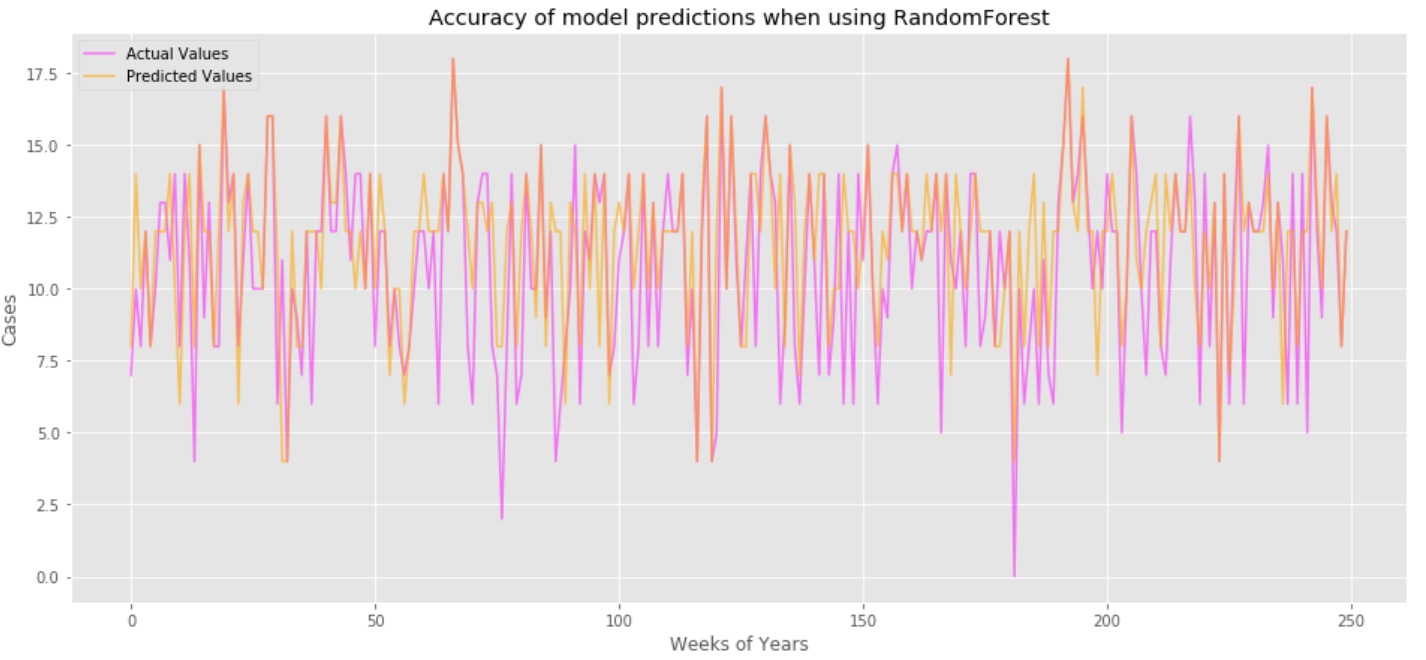 Accuracy of model predictions when using RandomForest
Actual Values
Predicted Values
17.5
15.0
12.5
10.0
7.5
5.0
2.5
0.0
Cases
0 50 100 150 200 250
Weeks of Years